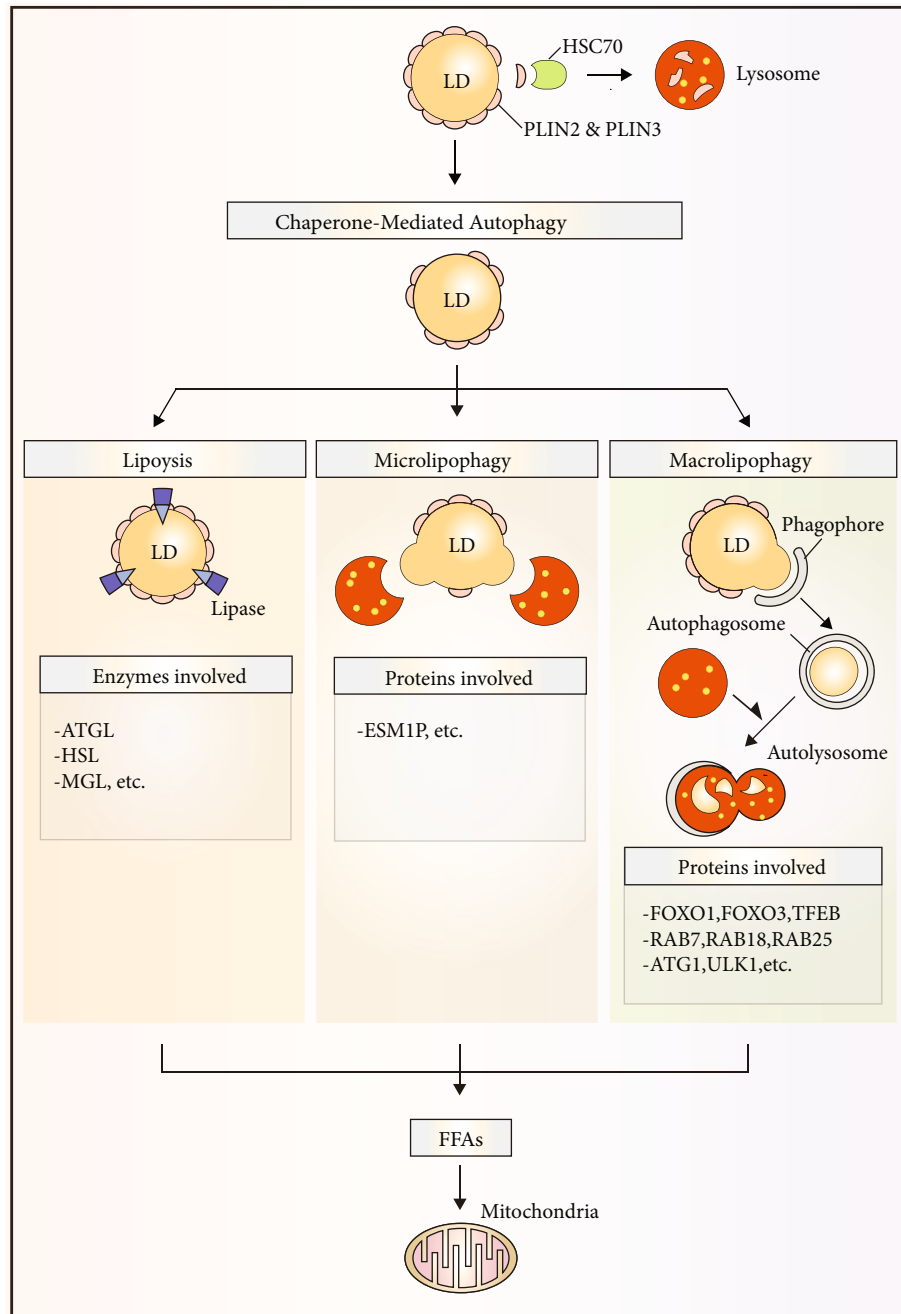 HSC70
LD
Lysosome
PLIN2 & PLIN3
Chaperone-Mediated Autophagy
LD
Lipoysis
LD
Lipase
Enzymes involved
-ATGL
-HSL
-MGL, etc.
Microlipophagy
LD
Proteins involved
-ESM1P, etc.
Macrolipophagy
LD
Phagophore
Autophagosome
Autolysosome
Proteins involved
-FOXO1,FOXO3,TFEB
-RAB7,RAB18,RAB25
-ATG1,ULK1,etc.
FFAs
Mitochondria